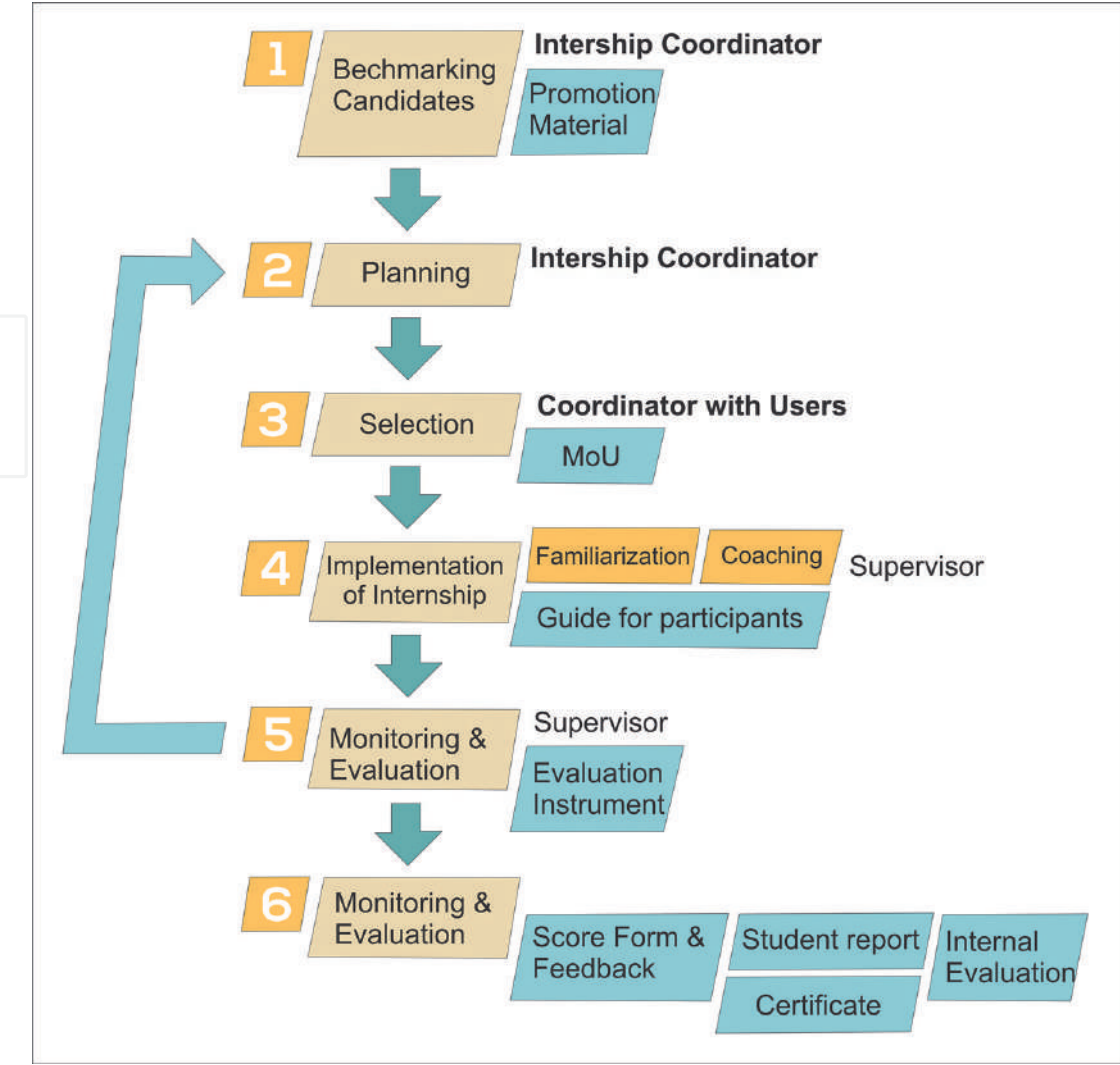 1
Bechmarking
Candidates
Intership Coordinator
Promotion
Material
2
Planning
Intership Coordinator
3
Selection
Coordinator with Users
MoU
4
Implementation
of Internship
Familiarization
Coaching
Supervisor
Guide for participants
5
Monitoring &
Evaluation
Supervisor
Evaluation
Instrument
6
Monitoring &
Evaluation
Score Form &
Feedback
Student report
Certificate
Internal
Evaluation